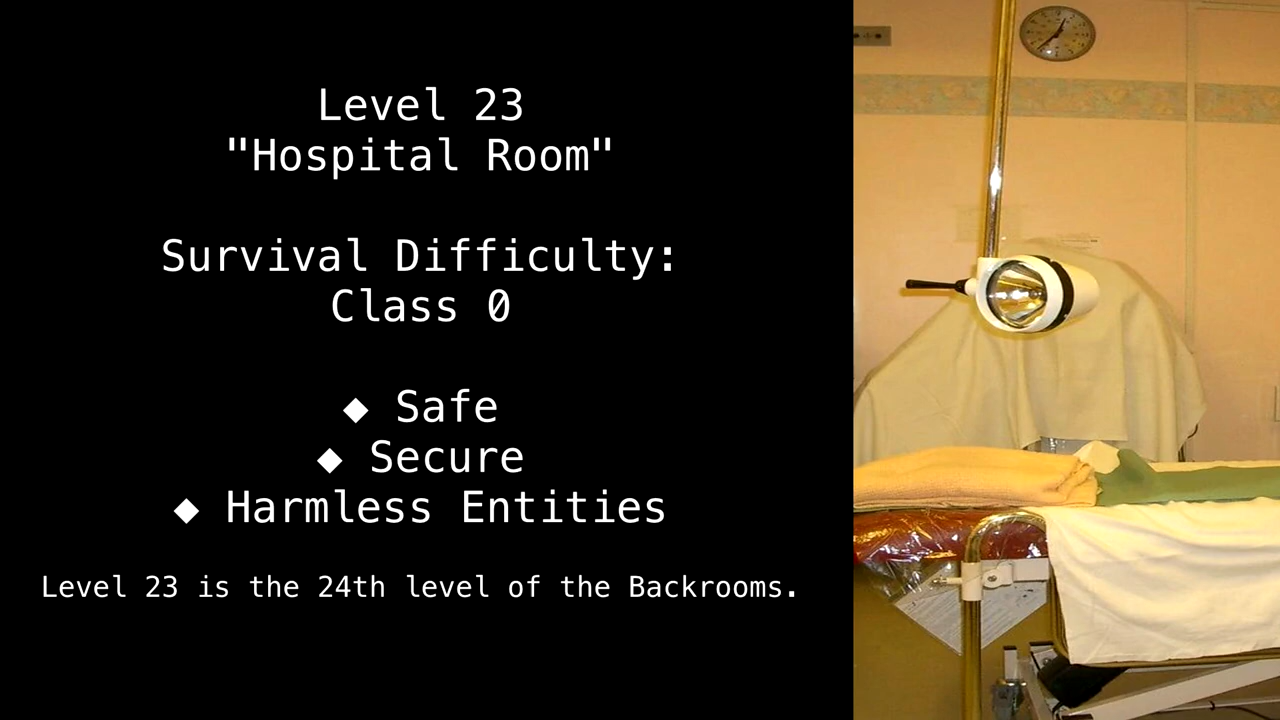 Level 23
"Hospital Room"
Survival Difficulty:
Class 0
◆ Safe
◆ Secure
◆ Harmless Entities
Level 23 is the 24th level of the Backrooms.